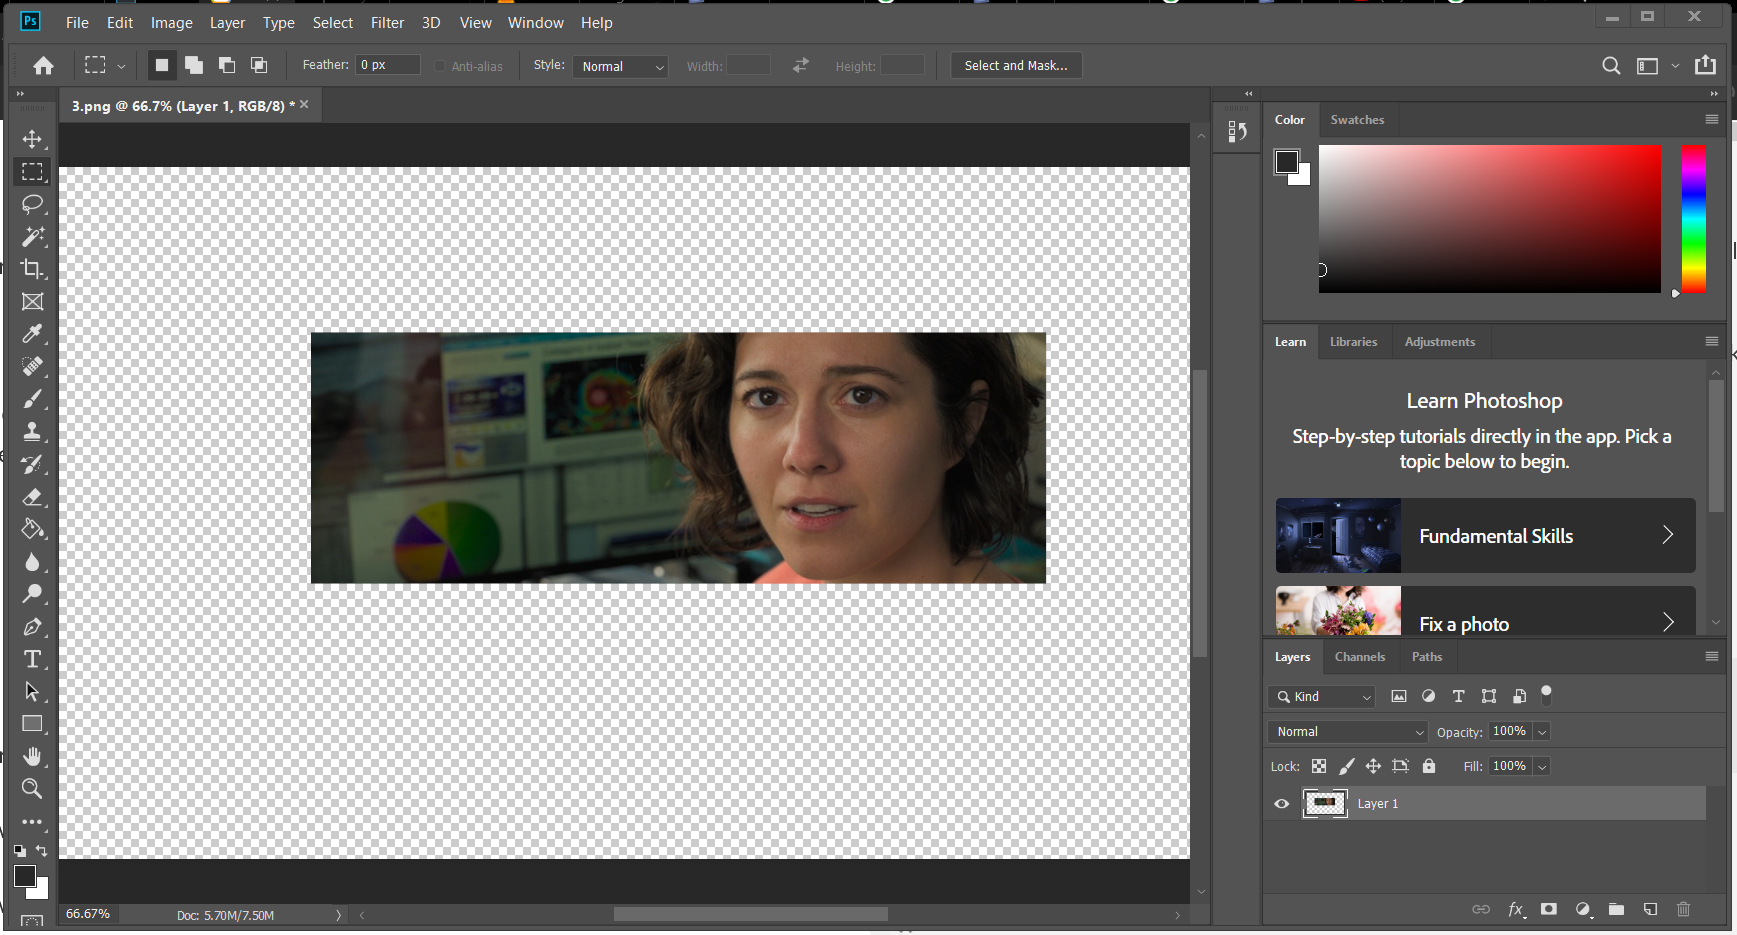 Ps File Edit Image Layer Type Select Filter 3D View Window Help
Feather: 0 px Anti-alias Style: Normal Width: Height: Select and Mask...
3.png @ 66.7% (Layer 1, RGB/8) *
Color Swatches
Learn Libraries Adjustments
Learn Photoshop
Step-by-step tutorials directly in the app. Pick a
topic below to begin.
Fundamental Skills
Fix a photo
Layers Channels Paths
Kind
Normal Opacity: 100%
Lock: Fill: 100%
Layer 1
fx
66.67% Doc: 5.70M/7.50M